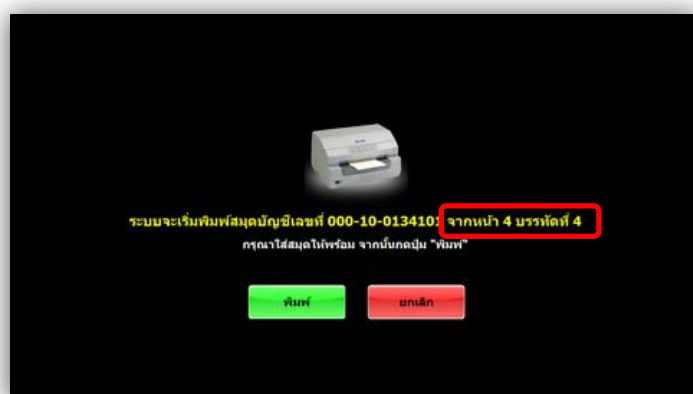 ระบบจะเริ่มพิมพ์สมุดบัญชีเลขที่ 000-10-0134101 จากหน้า 4 บรรทัดที่ 4
กรุณาใส่สมุดให้พร้อม จากนั้นกดปุ่ม "พิมพ์"
พิมพ์ ยกเลิก